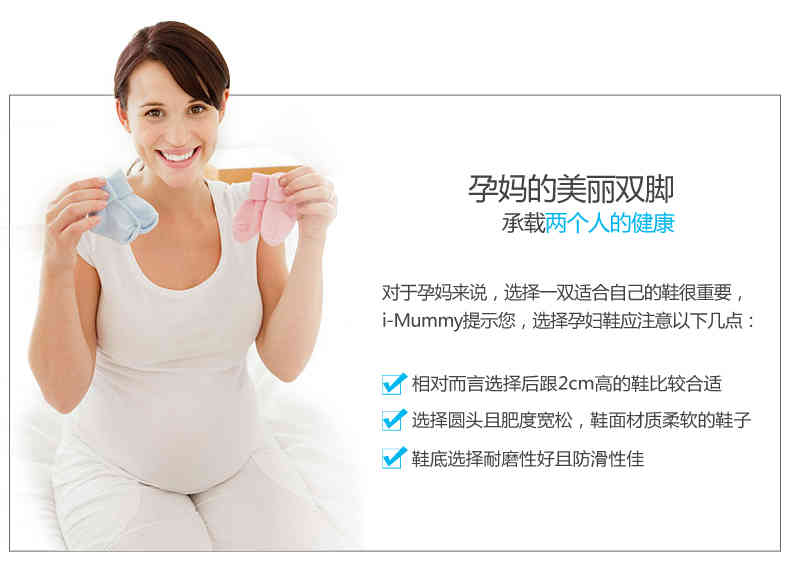 孕妈的美丽双脚
承载两个人的健康
对于孕妈来说，选择一双适合自己的鞋很重要，
i-Mummy提示您，选择孕妇鞋应注意以下几点：
相对而言选择后跟2cm高的鞋比较合适
选择圆头且肥度宽松，鞋面材质柔软的鞋子
鞋底选择耐磨性好且防滑性佳